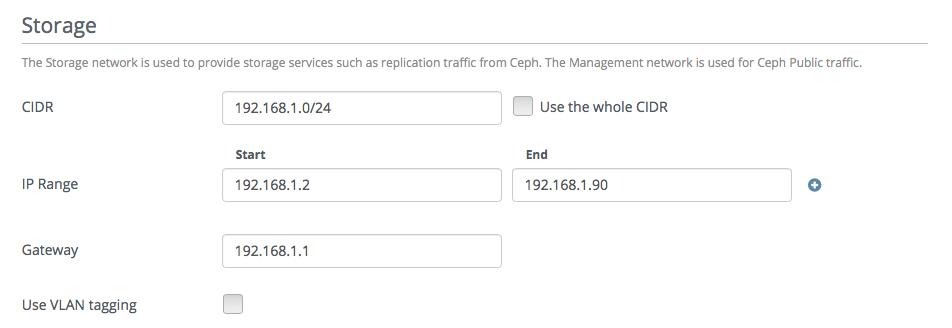 Storage
The Storage network is used to provide storage services such as replication traffic from Ceph. The Management network is used for Ceph Public traffic.
CIDR 192.168.1.0/24 Use the whole CIDR
Start End
IP Range 192.168.1.2 192.168.1.90
Gateway 192.168.1.1
Use VLAN tagging